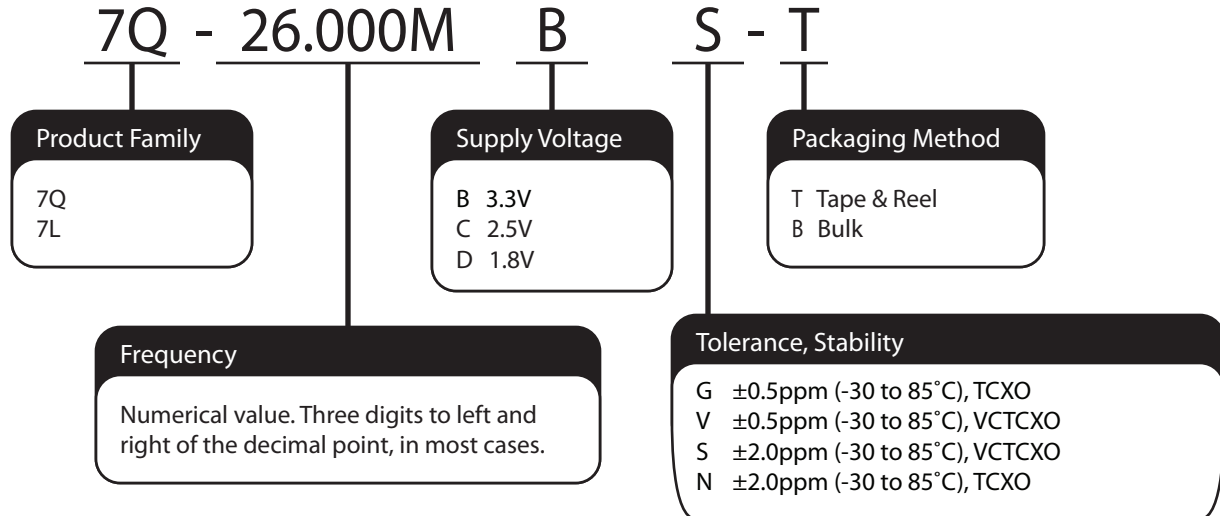 7Q - 26.000M B S - T
Product Family
7Q
7L
Supply Voltage
B 3.3V
C 2.5V
D 1.8V
Packaging Method
T Tape & Reel
B Bulk
Frequency
Numerical value. Three digits to left and
right of the decimal point, in most cases.
Tolerance, Stability
G ±0.5ppm (-30 to 85˚C), TCXO
V ±0.5ppm (-30 to 85˚C), VCTCXO
S ±2.0ppm (-30 to 85˚C), VCTCXO
N ±2.0ppm (-30 to 85˚C), TCXO